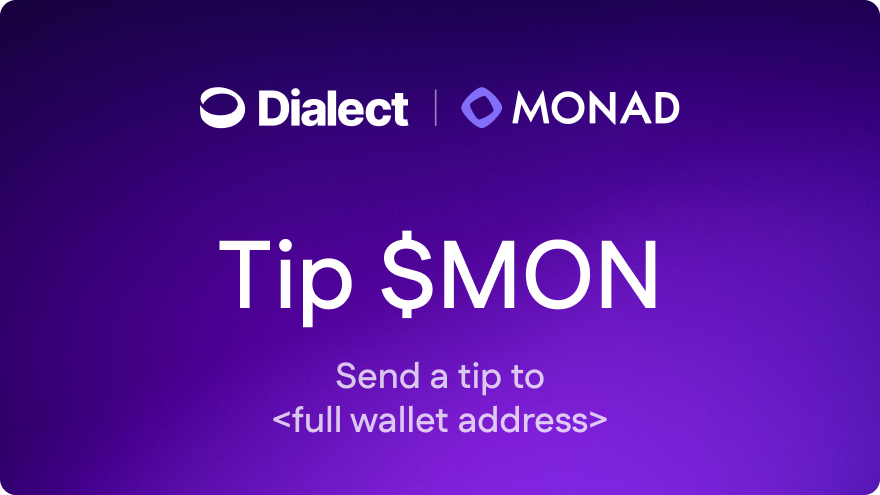 Dialect | MONAD
Tip $MON
Send a tip to
<full wallet address>